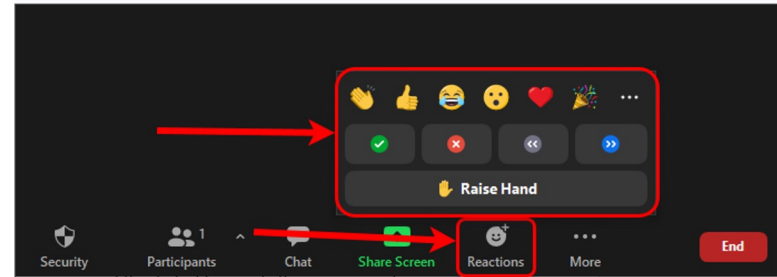 Raise Hand
1
Security
Participants
Chat
Share Screen
Reactions
More
End